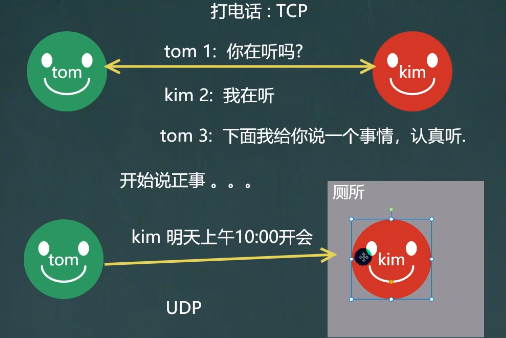 打电话 : TCP
tom 1: 你在听吗?
tom
kim
kim 2: 我在听
tom 3: 下面我给你说一个事情，认真听.
开始说正事 。。。
厕所
kim 明天上午10:00开会
tom
kim
UDP